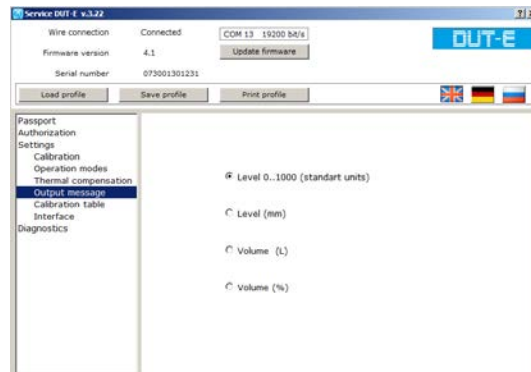 Service DUT-E v.3.22
Wire connection Connected COM 13 19200 bit/s
Firmware version 4.1 Update firmware
DUT-E
Serial number 073001301231
Load profile Save profile Print profile
Passport
Authorization
Settings
Calibration
Operation modes
Thermal compensation
Output message
Calibration table
Interface
Diagnostics
Level 0..1000 (standart units)
Level (mm)
Volume (L)
Volume (%)